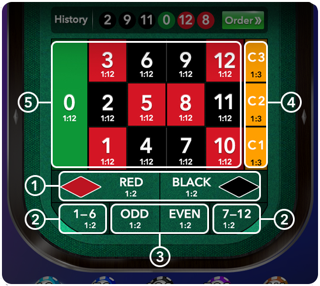 History 2 9 11 0 12 8 Order »
3 6 9 12 C3
1:12 1:12 1:12 1:12 1:3
5 0 2 5 8 11 C2 4
1:12 1:12 1:12 1:12 1:12 1:3
1 4 7 10 C1
1:12 1:12 1:12 1:12 1:3
1 RED BLACK
1:2 1:2
2 1–6 ODD EVEN 7–12 2
1:2 1:2 1:2 1:2
3